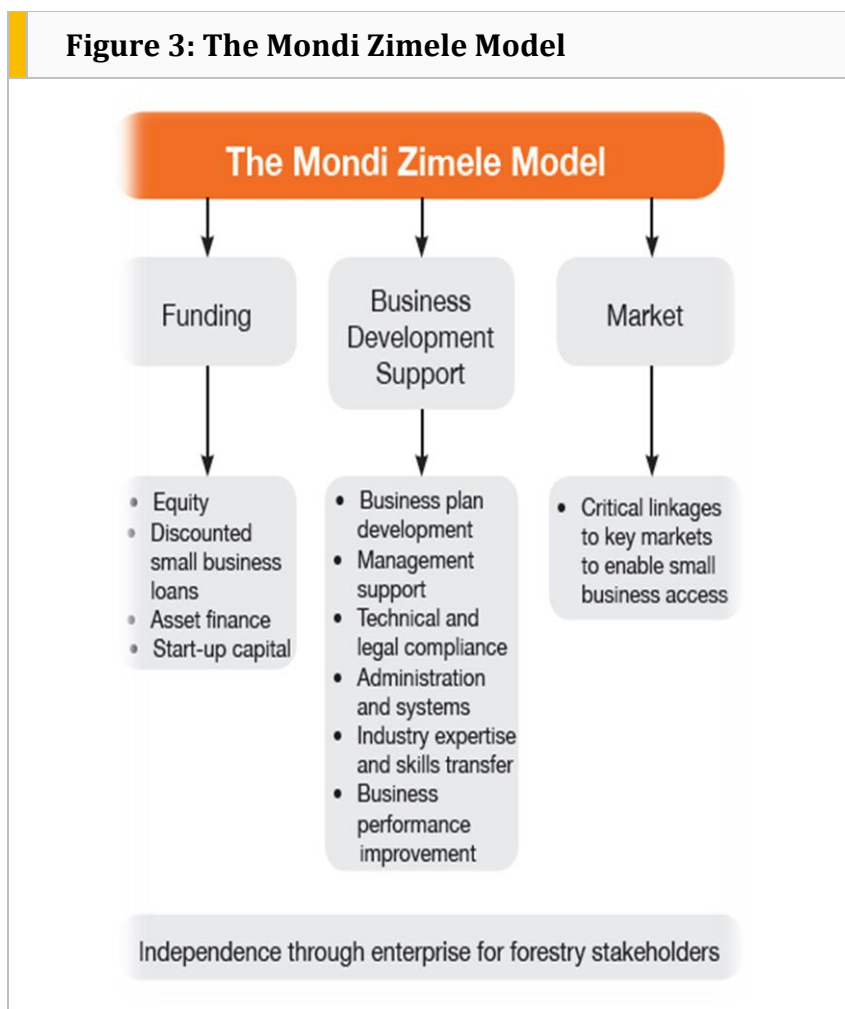 Figure 3: The Mondi Zimele Model
The Mondi Zimele Model
Funding
Business
Development
Support
Market
• Equity
• Discounted
small business
loans
• Asset finance
• Start-up capital
• Business plan
development
• Management
support
• Technical and
legal compliance
• Administration
and systems
• Industry expertise
and skills transfer
• Business
performance
improvement
• Critical linkages
to key markets
to enable small
business access
Independence through enterprise for forestry stakeholders